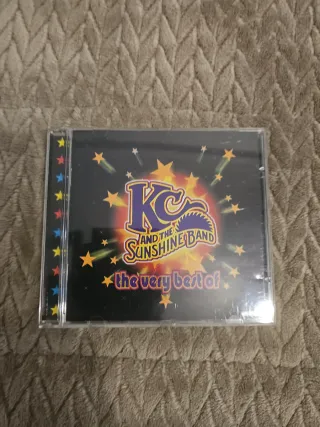 KC
AND THE
SUNSHINE BAND
the very best of